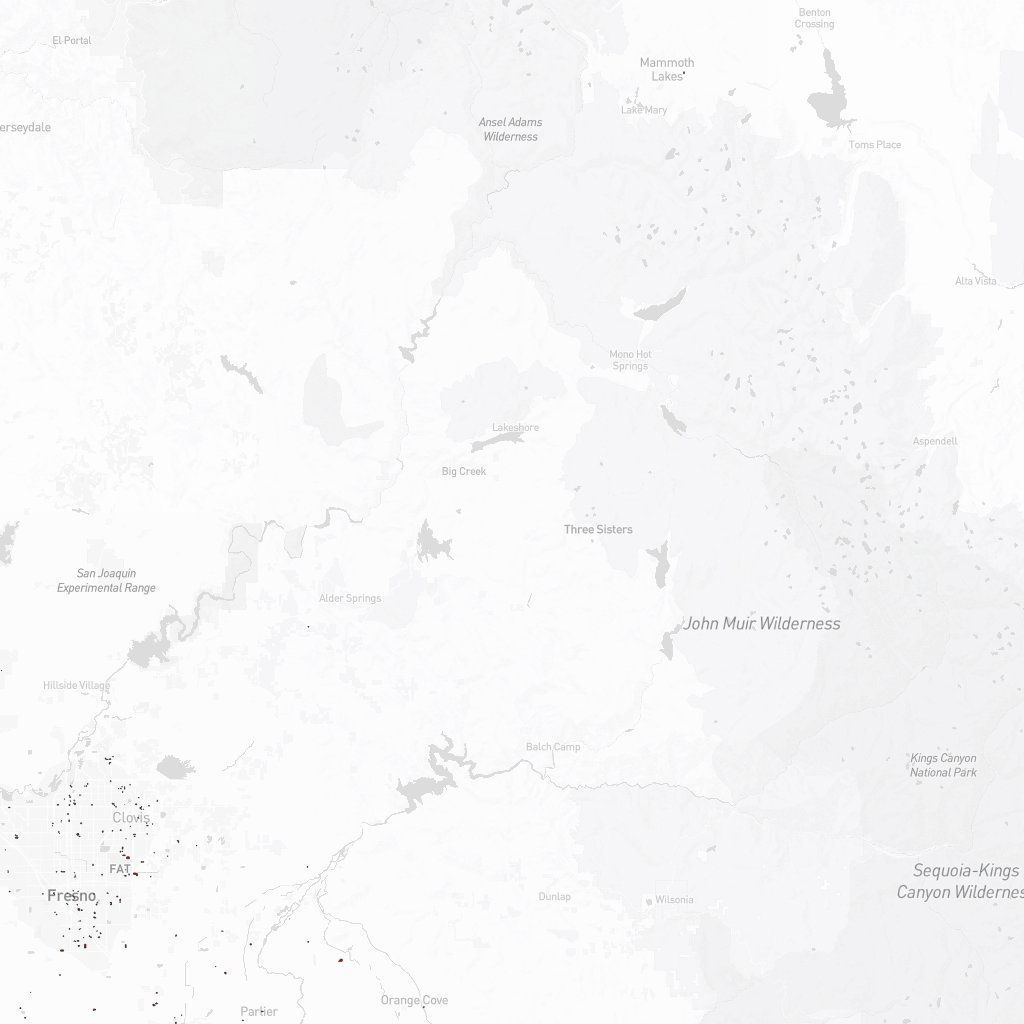 Benton
Crossing
El Portal
Mammoth
Lakes
Lake Mary
Ansel Adams
Wilderness
erseydale
Toms Place
Alta Vista
Mono Hot
Springs
Lakeshore
Aspendell
Big Creek
Three Sisters
San Joaquin
Experimental Range
Alder Springs
John Muir Wilderness
Hillside Village
Balch Camp
Kings Canyon
National Park
Clovis
FAT
Sequoia-Kings
Canyon Wildernes
Fresno
Dunlap
Wilsonia
Orange Cove
Parlier